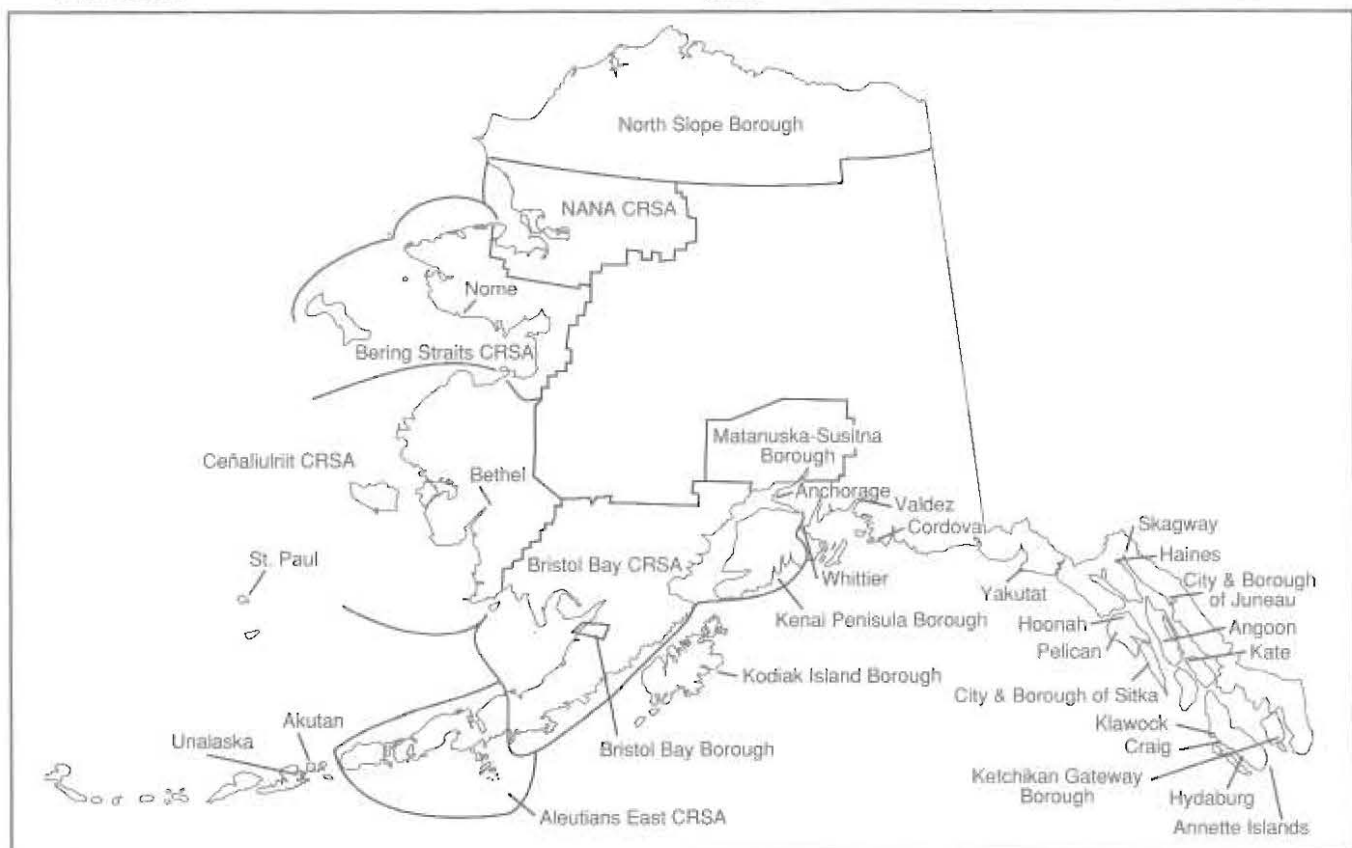 North Slope Borough
NANA CRSA
Nome
Bering Straits CRSA
Matanuska-Susitna
Borough
Ceñaliulriit CRSA
Bethel
Anchorage
Valdez
Cordova
Skagway
St. Paul
Bristol Bay CRSA
Whittier
Haines
Yakutat
City & Borough
of Juneau
Kenai Penisula Borough
Hoonah
Angoon
Pelican
Kate
Kodiak Island Borough
City & Borough of Sitka
Akutan
Klawock
Unalaska
Bristol Bay Borough
Craig
Ketchikan Gateway
Borough
Aleutians East CRSA
Hydaburg
Annette Islands